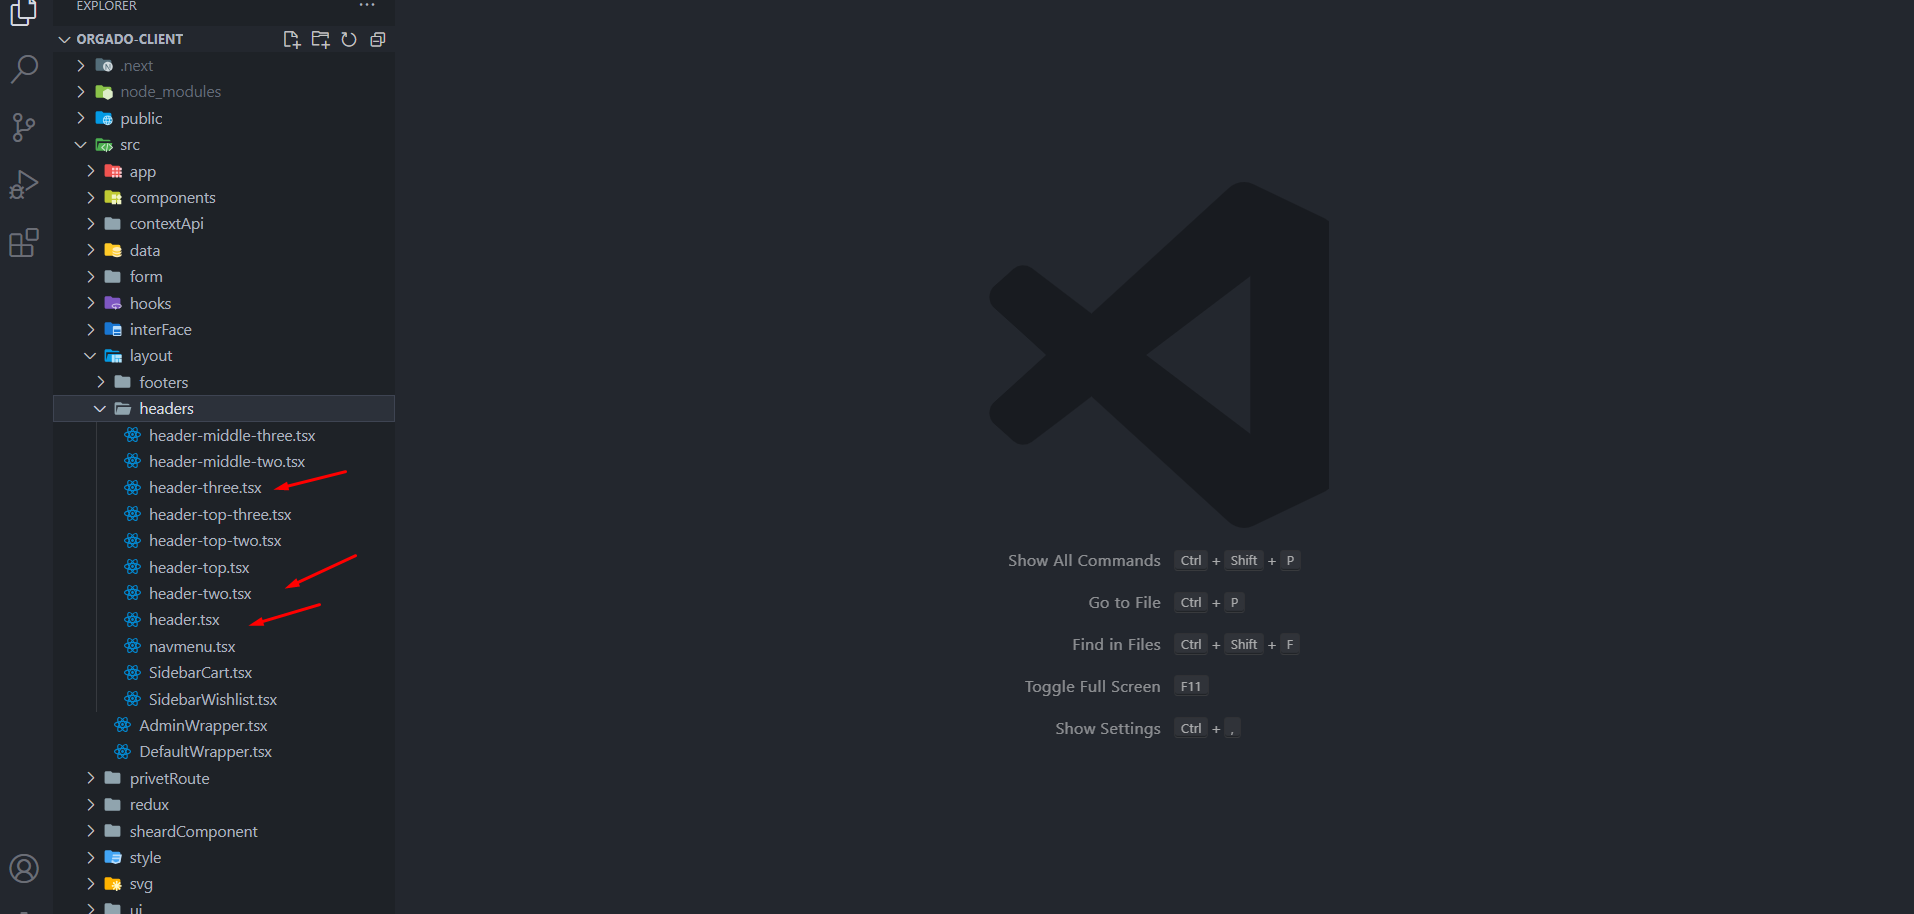 EXPLORER
ORGADO-CLIENT
.next
node_modules
public
src
app
components
contextApi
data
form
hooks
interFace
layout
footers
headers
header-middle-three.tsx
header-middle-two.tsx
header-three.tsx
header-top-three.tsx
header-top-two.tsx
header-top.tsx
header-two.tsx
header.tsx
navmenu.tsx
SidebarCart.tsx
SidebarWishlist.tsx
AdminWrapper.tsx
DefaultWrapper.tsx
privetRoute
redux
sheardComponent
style
svg
ui
Show All Commands Ctrl + Shift + P
Go to File Ctrl + P
Find in Files Ctrl + Shift + F
Toggle Full Screen F11
Show Settings Ctrl + ,